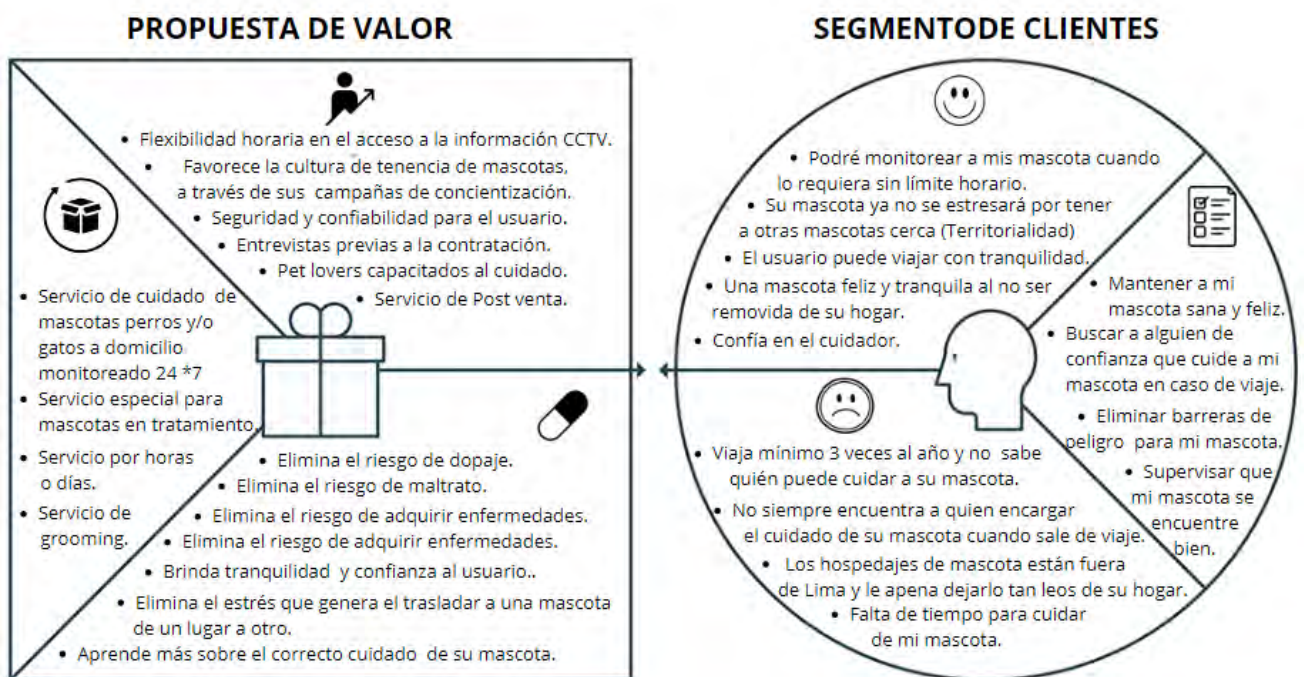 PROPUESTA DE VALOR
• Flexibilidad horaria en el acceso a la información CCTV.
• Favorece la cultura de tenencia de mascotas,
a través de sus campañas de concientización.
• Seguridad y confiabilidad para el usuario.
• Entrevistas previas a la contratación.
• Pet lovers capacitados al cuidado.
• Servicio de Post venta.
• Servicio de cuidado de
mascotas perros y/o
gatos a domicilio
monitoreado 24 *7
• Servicio especial para
mascotas en tratamiento.
• Servicio por horas
o días.
• Servicio de
grooming.
• Elimina el riesgo de dopaje.
• Elimina el riesgo de maltrato.
• Elimina el riesgo de adquirir enfermedades.
• Elimina el riesgo de adquirir enfermedades.
• Brinda tranquilidad y confianza al usuario..
• Elimina el estrés que genera el trasladar a una mascota
de un lugar a otro.
• Aprende más sobre el correcto cuidado de su mascota.
SEGMENTODE CLIENTES
• Podré monitorear a mis mascota cuando
lo requiera sin límite horario.
• Su mascota ya no se estresará por tener
a otras mascotas cerca (Territorialidad)
• El usuario puede viajar con tranquilidad.
• Una mascota feliz y tranquila al no ser
removida de su hogar.
• Confía en el cuidador.
• Mantener a mi
mascota sana y feliz.
• Buscar a alguien de
confianza que cuide a mi
mascota en caso de viaje.
• Eliminar barreras de
peligro para mi mascota.
• Supervisar que
mi mascota se
encuentre
bien.
• Viaja mínimo 3 veces al año y no sabe
quién puede cuidar a su mascota.
• No siempre encuentra a quien encargar
el cuidado de su mascota cuando sale de viaje.
• Los hospedajes de mascota están fuera
de Lima y le apena dejarlo tan leos de su hogar.
• Falta de tiempo para cuidar
de mi mascota.